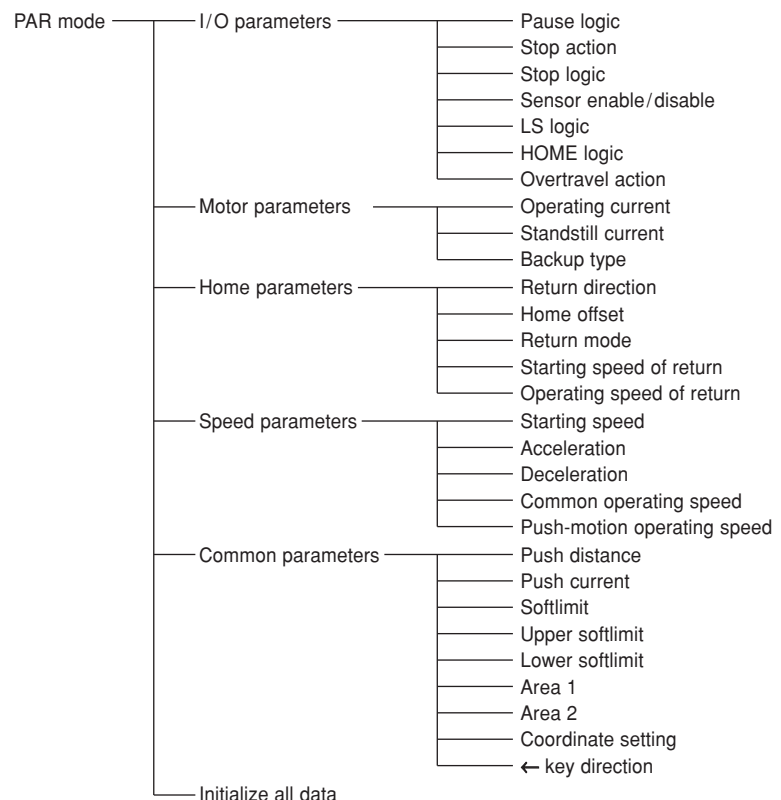 PAR mode I/O parameters Pause logic
Stop action
Stop logic
Sensor enable/disable
LS logic
HOME logic
Overtravel action
Motor parameters Operating current
Standstill current
Backup type
Home parameters Return direction
Home offset
Return mode
Starting speed of return
Operating speed of return
Speed parameters Starting speed
Acceleration
Deceleration
Common operating speed
Push-motion operating speed
Common parameters Push distance
Push current
Softlimit
Upper softlimit
Lower softlimit
Area 1
Area 2
Coordinate setting
← key direction
Initialize all data